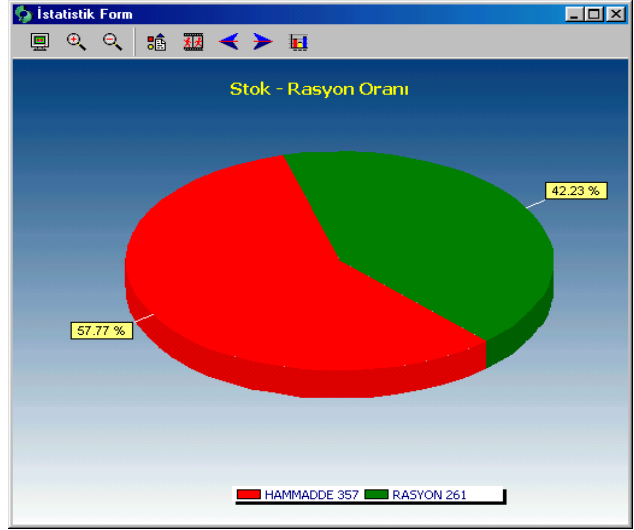 İstatistik Form
Stok - Rasyon Oranı
42.23 %
57.77 %
HAMMADDE 357 RASYON 261